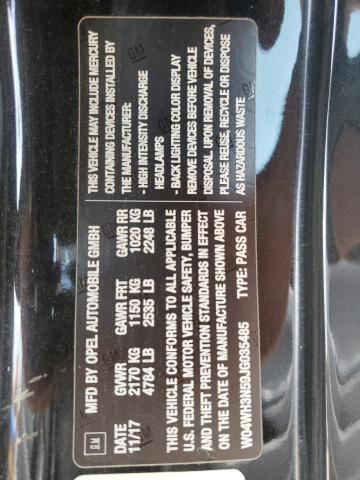 GM
MFD BY OPEL AUTOMOBILE GMBH
DATE GVWR GAWR FRT GAWR RR
11/17 2170 KG 1150 KG 1020 KG
4784 LB 2535 LB 2248 LB
THIS VEHICLE CONFORMS TO ALL APPLICABLE
U.S. FEDERAL MOTOR VEHICLE SAFETY, BUMPER
AND THEFT PREVENTION STANDARDS IN EFFECT
ON THE DATE OF MANUFACTURE SHOWN ABOVE
W04WH3N59JG035485 TYPE: PASS CAR
THIS VEHICLE MAY INCLUDE MERCURY
CONTAINING DEVICES INSTALLED BY
THE MANUFACTURER:
- HIGH INTENSITY DISCHARGE
HEADLAMPS
- BACK LIGHTING COLOR DISPLAY
REMOVE DEVICES BEFORE VEHICLE
DISPOSAL. UPON REMOVAL OF DEVICES,
PLEASE REUSE, RECYCLE OR DISPOSE
AS HAZARDOUS WASTE